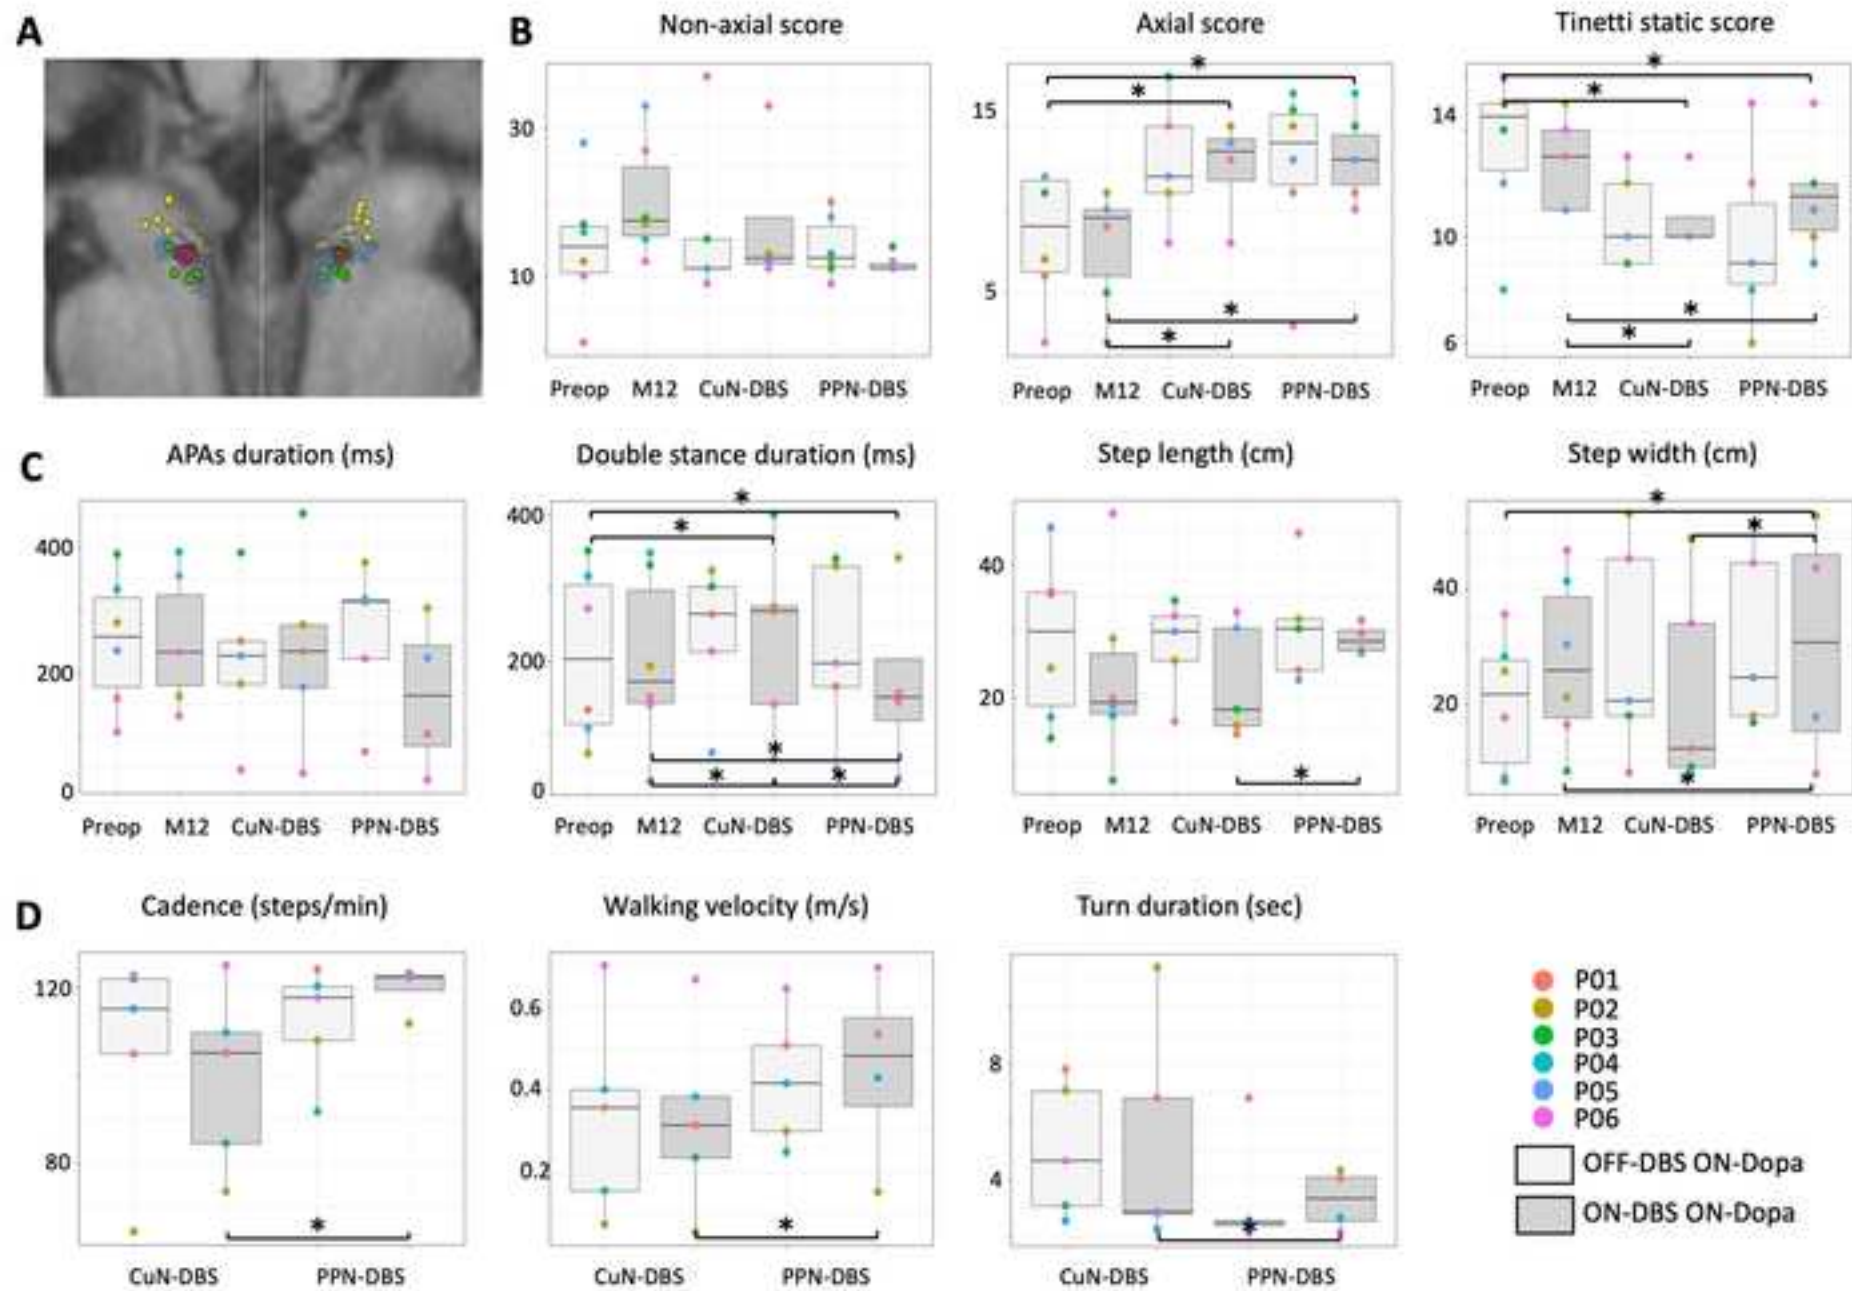 A
B
Non-axial score
Axial score
Tinetti static score
30
10
15
5
14
10
6
* * * *
* * * *
Preop M12 CuN-DBS PPN-DBS
Preop M12 CuN-DBS PPN-DBS
Preop M12 CuN-DBS PPN-DBS
C
APAs duration (ms)
Double stance duration (ms)
Step length (cm)
Step width (cm)
400
200
0
400
200
0
40
20
40
20
* * * * *
* * * *
Preop M12 CuN-DBS PPN-DBS
Preop M12 CuN-DBS PPN-DBS
Preop M12 CuN-DBS PPN-DBS
Preop M12 CuN-DBS PPN-DBS
D
Cadence (steps/min)
Walking velocity (m/s)
Turn duration (sec)
120
80
0.6
0.4
0.2
8
4
* * *
CuN-DBS PPN-DBS
CuN-DBS PPN-DBS
CuN-DBS PPN-DBS
P01
P02
P03
P04
P05
P06
OFF-DBS ON-Dopa
ON-DBS ON-Dopa